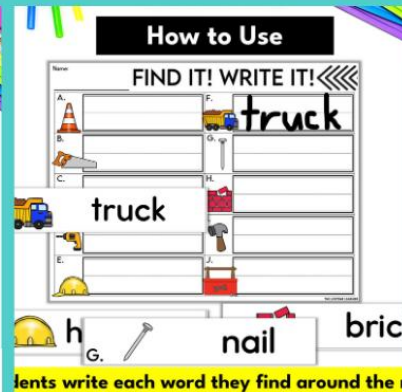 How to Use
Name:
FIND IT! WRITE IT!
A.
F.
truck
B.
G.
C.
H.
truck
E.
J.
h
G.
nail
bric
dents write each word they find around the